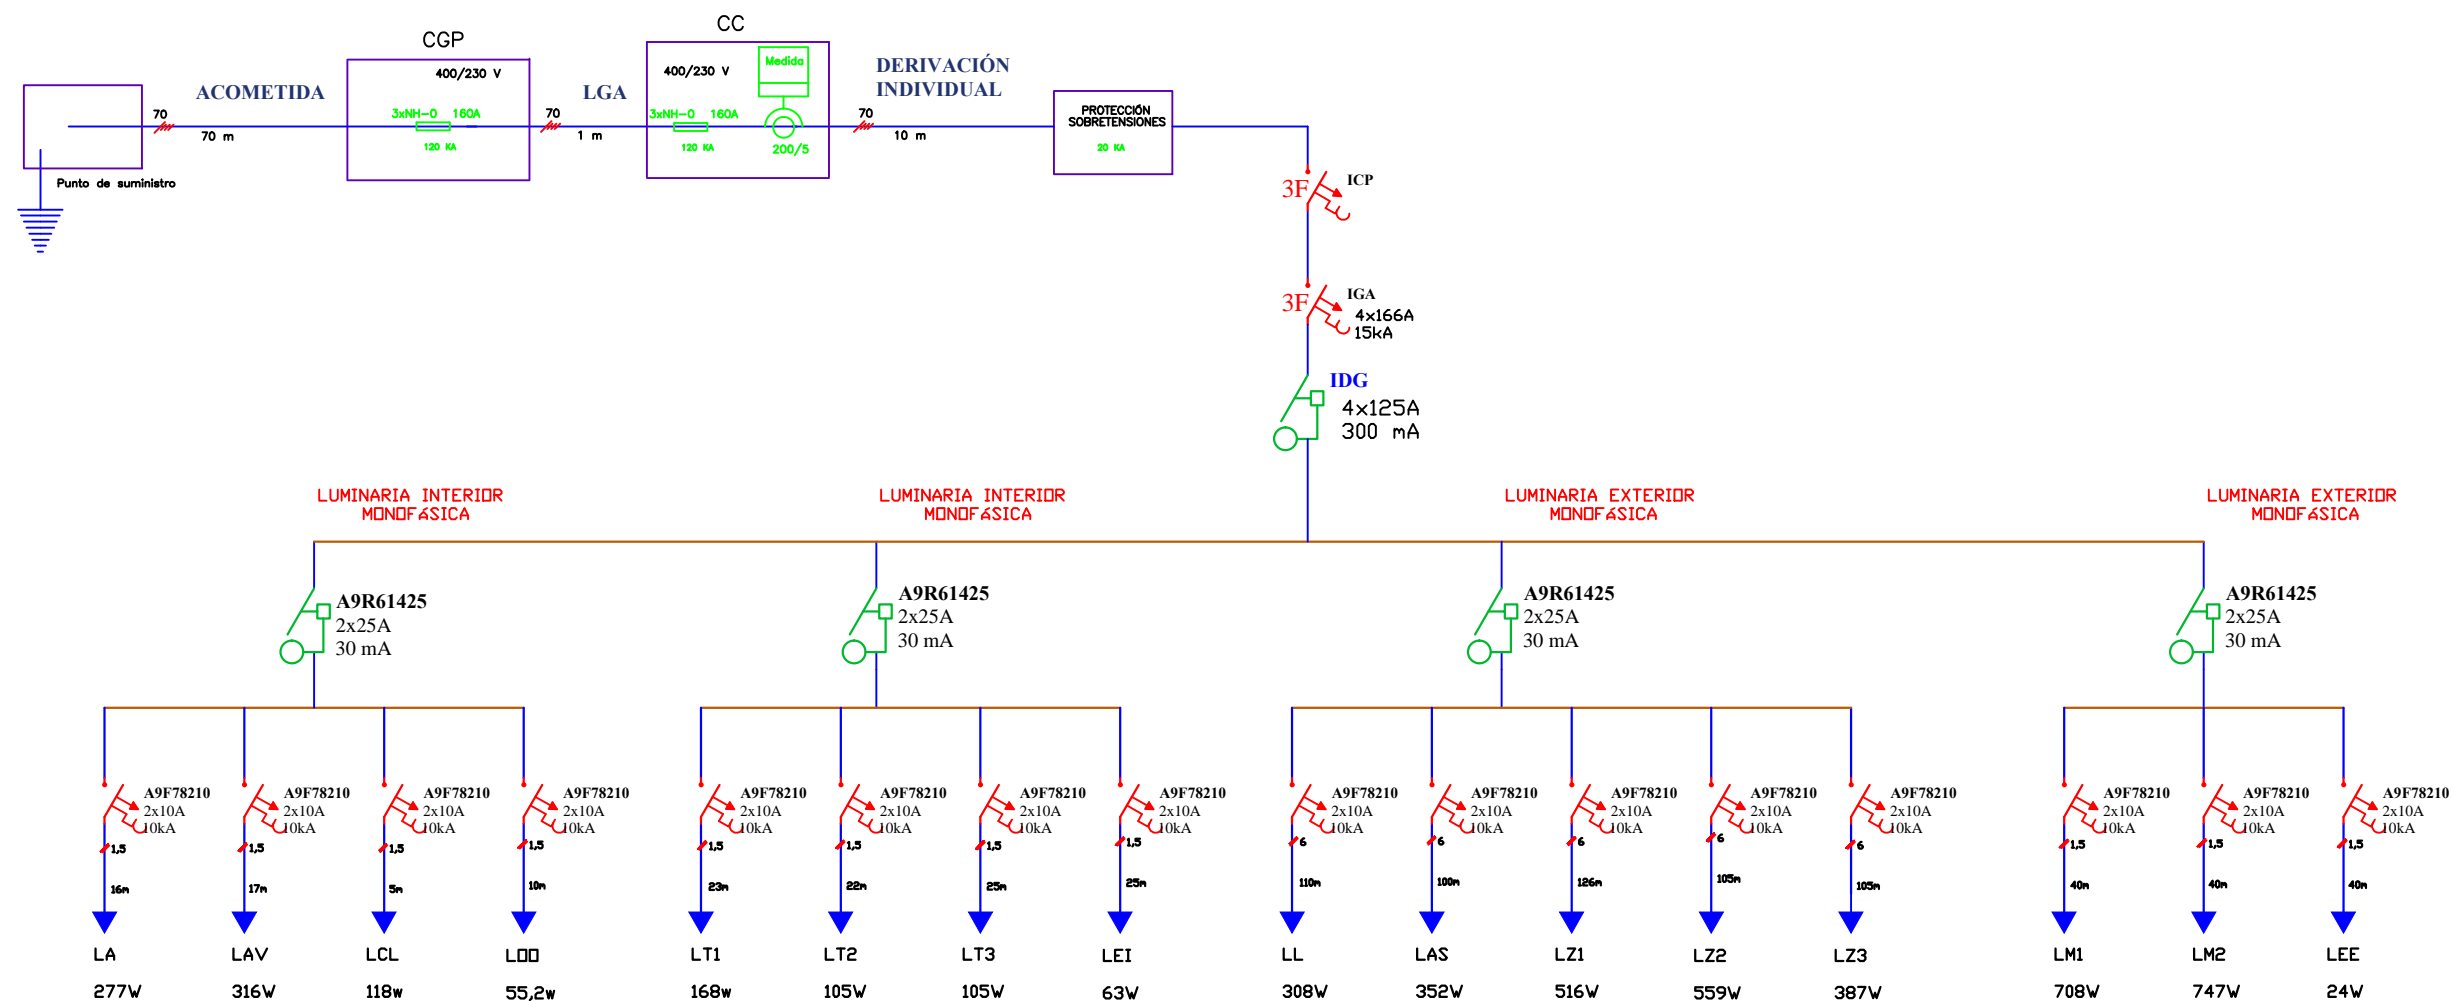 CGP
400/230 V
3xNH-0 160A
120 KA
CC
400/230 V
Medida
3xNH-0 160A
120 KA
200/5
DERIVACIÓN
INDIVIDUAL
ACOMETIDA
LGA
70
70 m
70
1 m
70
10 m
Punto de suministro
PROTECCIÓN
SOBRETENSIONES
20 KA
3F
ICP
3F
IGA
4x166A
15kA
IDG
4x125A
300 mA
LUMINARIA INTERIOR
MONOFÁSICA
LUMINARIA INTERIOR
MONOFÁSICA
LUMINARIA EXTERIOR
MONOFÁSICA
LUMINARIA EXTERIOR
MONOFÁSICA
A9R61425
2x25A
30 mA
A9R61425
2x25A
30 mA
A9R61425
2x25A
30 mA
A9R61425
2x25A
30 mA
A9F78210
2x10A
10kA
1,5
16m
LA
277W
A9F78210
2x10A
10kA
1,5
17m
LAV
316W
A9F78210
2x10A
10kA
1,5
5m
LCL
118w
A9F78210
2x10A
10kA
1,5
10m
LOO
55,2w
A9F78210
2x10A
10kA
1,5
23m
LT1
168w
A9F78210
2x10A
10kA
1,5
22m
LT2
105W
A9F78210
2x10A
10kA
1,5
25m
LT3
105W
A9F78210
2x10A
10kA
1,5
25m
LEI
63W
A9F78210
2x10A
10kA
6
110m
LL
308W
A9F78210
2x10A
10kA
6
100m
LAS
352W
A9F78210
2x10A
10kA
6
126m
LZ1
516W
A9F78210
2x10A
10kA
6
105m
LZ2
559W
A9F78210
2x10A
10kA
6
105m
LZ3
387W
A9F78210
2x10A
10kA
1,5
40m
LM1
708W
A9F78210
2x10A
10kA
1,5
40m
LM2
747W
A9F78210
2x10A
10kA
1,5
40m
LEE
24W